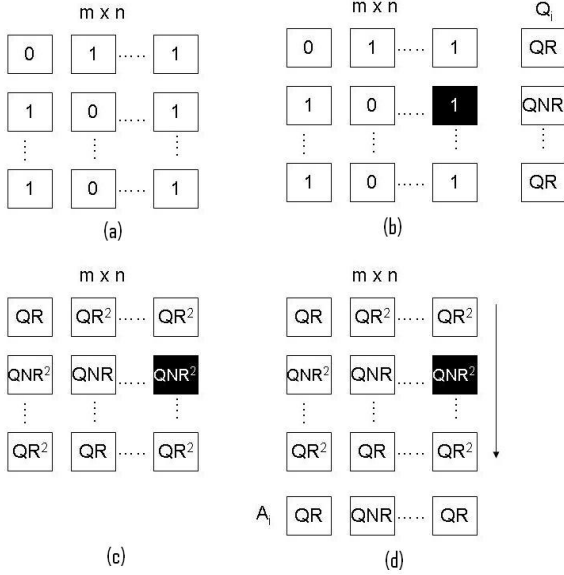 m x n
0 1 ..... 1
1 0 ..... 1
1 0 ..... 1
(a)
m x n Qᵢ
0 1 ..... 1 QR
1 0 ..... 1 QNR
1 0 ..... 1 QR
(b)
m x n
QR QR² ..... QR²
QNR² QNR ..... QNR²
QR² QR ..... QR²
(c)
m x n
QR QR² ..... QR²
QNR² QNR ..... QNR²
QR² QR ..... QR²
Aᵢ QR QNR ..... QR
(d)